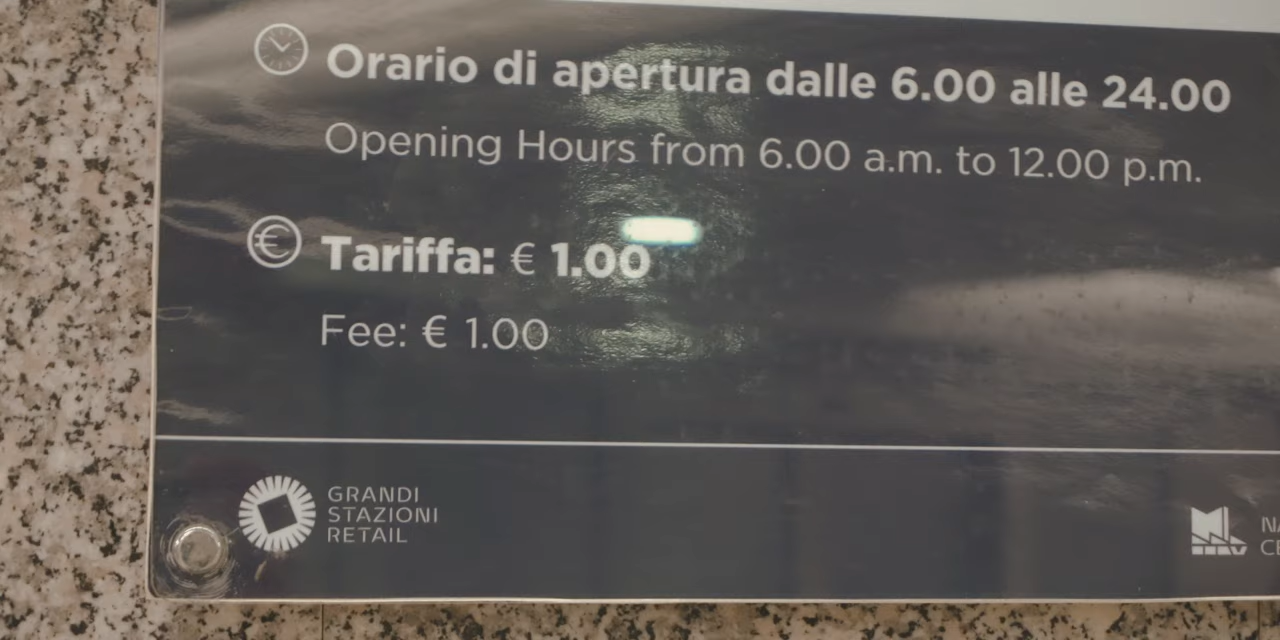 Orario di apertura dalle 6.00 alle 24.00
Opening Hours from 6.00 a.m. to 12.00 p.m.
Tariffa: € 1.00
Fee: € 1.00
GRANDI
STAZIONI
RETAIL